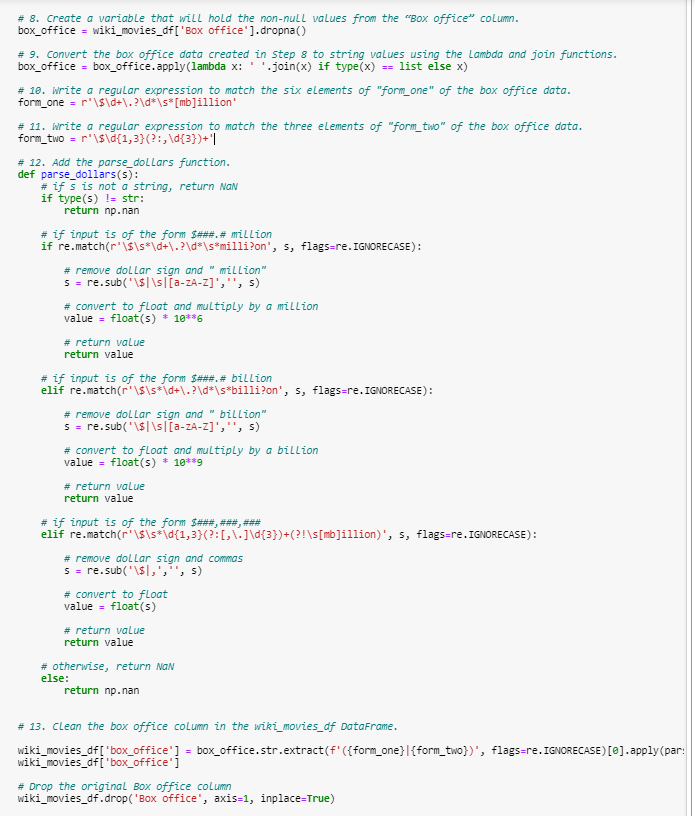 # 8. Create a variable that will hold the non-null values from the “Box office” column.
box_office = wiki_movies_df['Box office'].dropna()
# 9. Convert the box office data created in Step 8 to string values using the lambda and join functions.
box_office = box_office.apply(lambda x: ' '.join(x) if type(x) == list else x)
# 10. Write a regular expression to match the six elements of "form_one" of the box office data.
form_one = r'\$\d+\.?\d*\s*[mb]illion'
# 11. Write a regular expression to match the three elements of "form_two" of the box office data.
form_two = r'\$\d{1,3}(?:,\d{3})+'
# 12. Add the parse_dollars function.
def parse_dollars(s):
    # if s is not a string, return NaN
    if type(s) != str:
        return np.nan
    # if input is of the form $###.# million
    if re.match(r'\$\s*\d+\.?\d*\s*milli?on', s, flags=re.IGNORECASE):
        # remove dollar sign and " million"
        s = re.sub('\$|\s|[a-zA-Z]','', s)
        # convert to float and multiply by a million
        value = float(s) * 10**6
        # return value
        return value
    # if input is of the form $###.# billion
    elif re.match(r'\$\s*\d+\.?\d*\s*billi?on', s, flags=re.IGNORECASE):
        # remove dollar sign and " billion"
        s = re.sub('\$|\s|[a-zA-Z]','', s)
        # convert to float and multiply by a billion
        value = float(s) * 10**9
        # return value
        return value
    # if input is of the form $###,###,###
    elif re.match(r'\$\s*\d{1,3}(?:[,\.]\d{3})+(?!\s[mb]illion)', s, flags=re.IGNORECASE):
        # remove dollar sign and commas
        s = re.sub('\$|,','', s)
        # convert to float
        value = float(s)
        # return value
        return value
    # otherwise, return NaN
    else:
        return np.nan
# 13. Clean the box office column in the wiki_movies_df DataFrame.
wiki_movies_df['box_office'] = box_office.str.extract(f'({form_one}|{form_two})', flags=re.IGNORECASE)[0].apply(par
wiki_movies_df['box_office']
# Drop the original Box office column
wiki_movies_df.drop('Box office', axis=1, inplace=True)